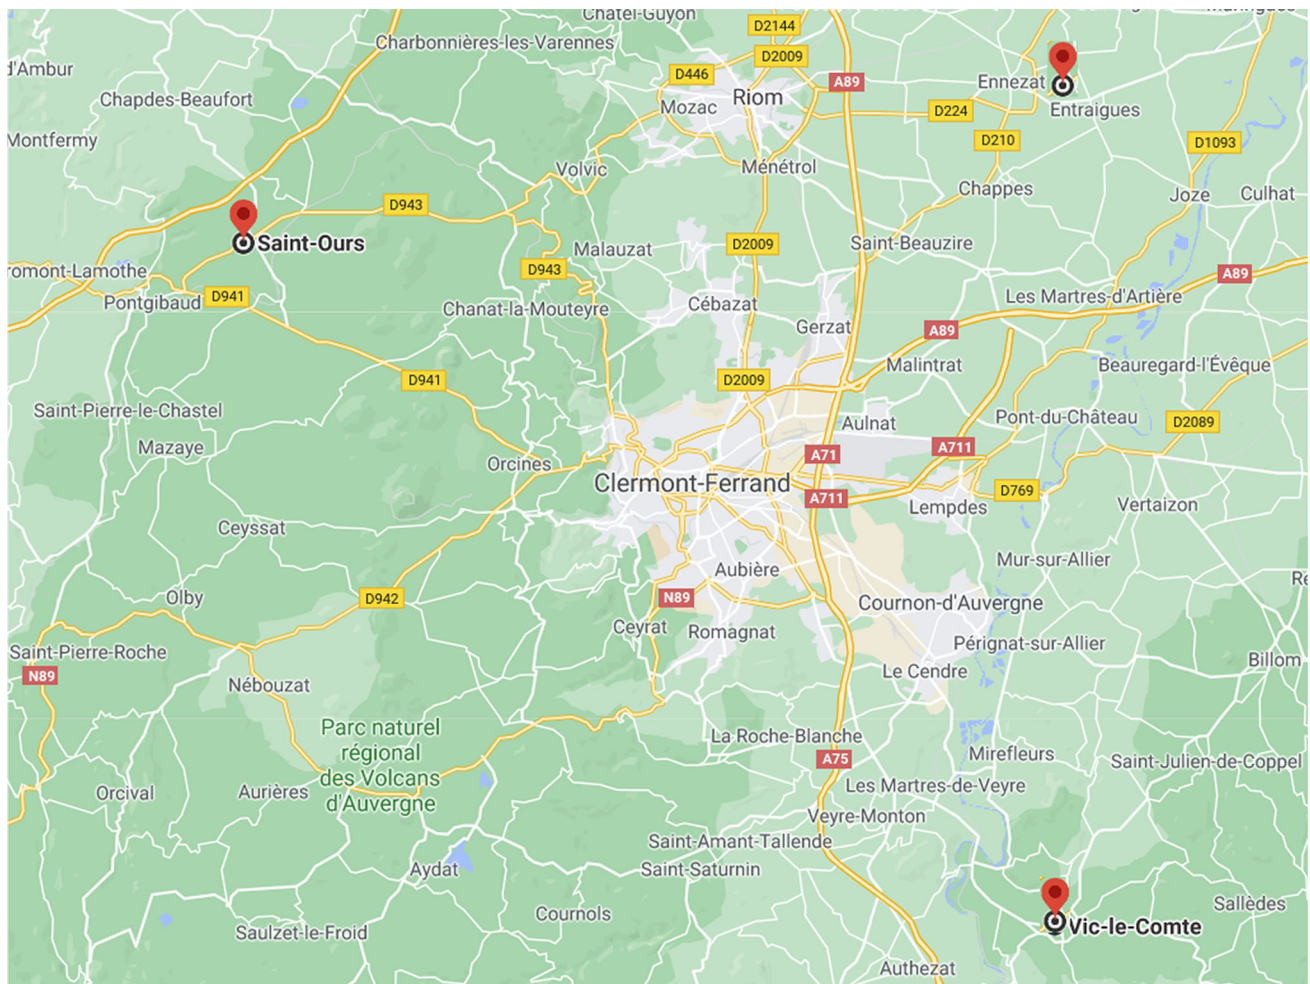 Châtel-Guyon
D2144
Charbonnières-les-Varennes
D2009
d'Ambur
D446
A89
Ennezat
Chapdes-Beaufort
Riom
Mozac
D224
Entraigues
Montfermy
D210
D1093
Volvic
Ménétrol
Chappes
Joze
Culhat
D943
Saint-Ours
D2009
Saint-Beauzire
Malauzat
romont-Lamothe
D943
A89
Pontgibaud
D941
Chanat-la-Mouteyre
Cébazat
Les Martres-d'Artière
Gerzat
A89
Malintrat
Beauregard-l'Évêque
D941
D2009
Saint-Pierre-le-Chastel
Pont-du-Château
Aulnat
D2089
Mazaye
A71
A711
Orcines
Clermont-Ferrand
D769
A711
Lempdes
Vertaizon
Ceyssat
Mur-sur-Allier
Aubière
Olby
D942
N89
Cournon-d'Auvergne
Ceyrat
Romagnat
Pérignat-sur-Allier
Saint-Pierre-Roche
Billom
N89
Le Cendre
Nébouzat
Parc naturel
régional
des Volcans
d'Auvergne
La Roche-Blanche
A75
Mirefleurs
Saint-Julien-de-Coppel
Orcival
Aurières
Les Martres-de-Veyre
Veyre-Monton
Saint-Amant-Tallende
Aydat
Saint-Saturnin
Sallèdes
Cournols
Vic-le-Comte
Saulzet-le-Froid
Authezat